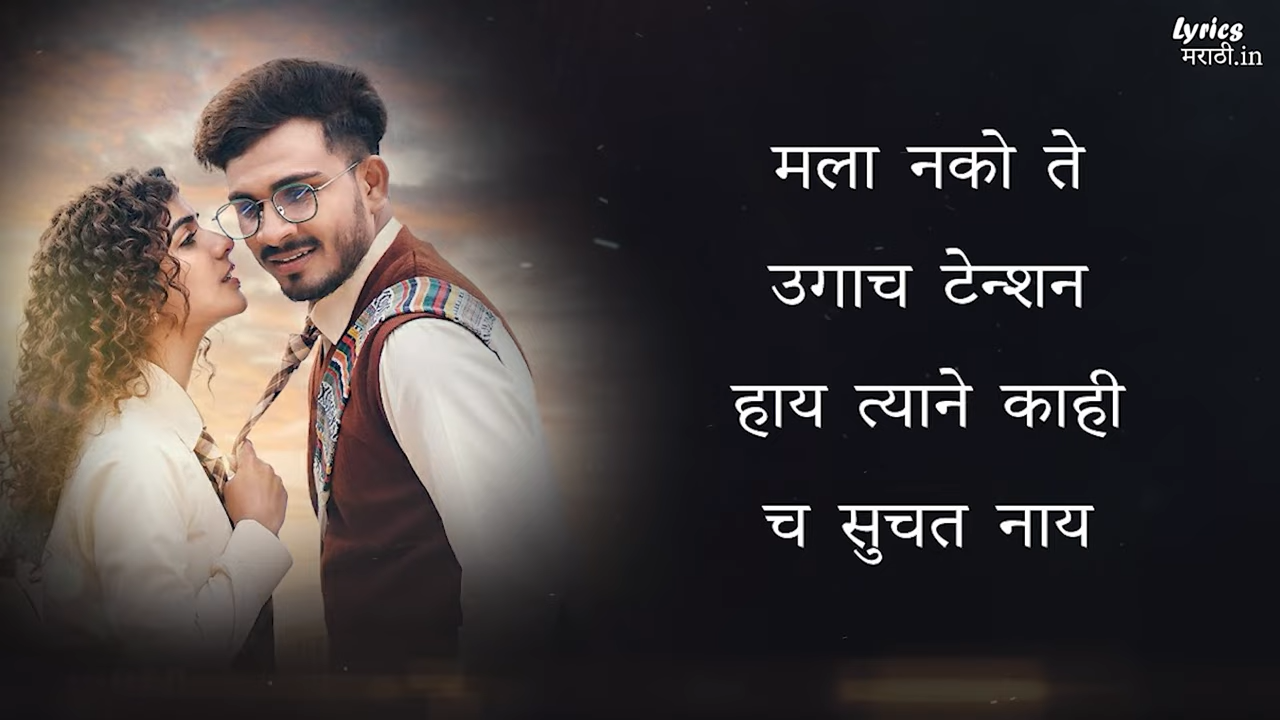 Lyrics
मराठी.in
मला नको ते
उगाच टेन्शन
हाय त्याने काही
च सुचत नाय